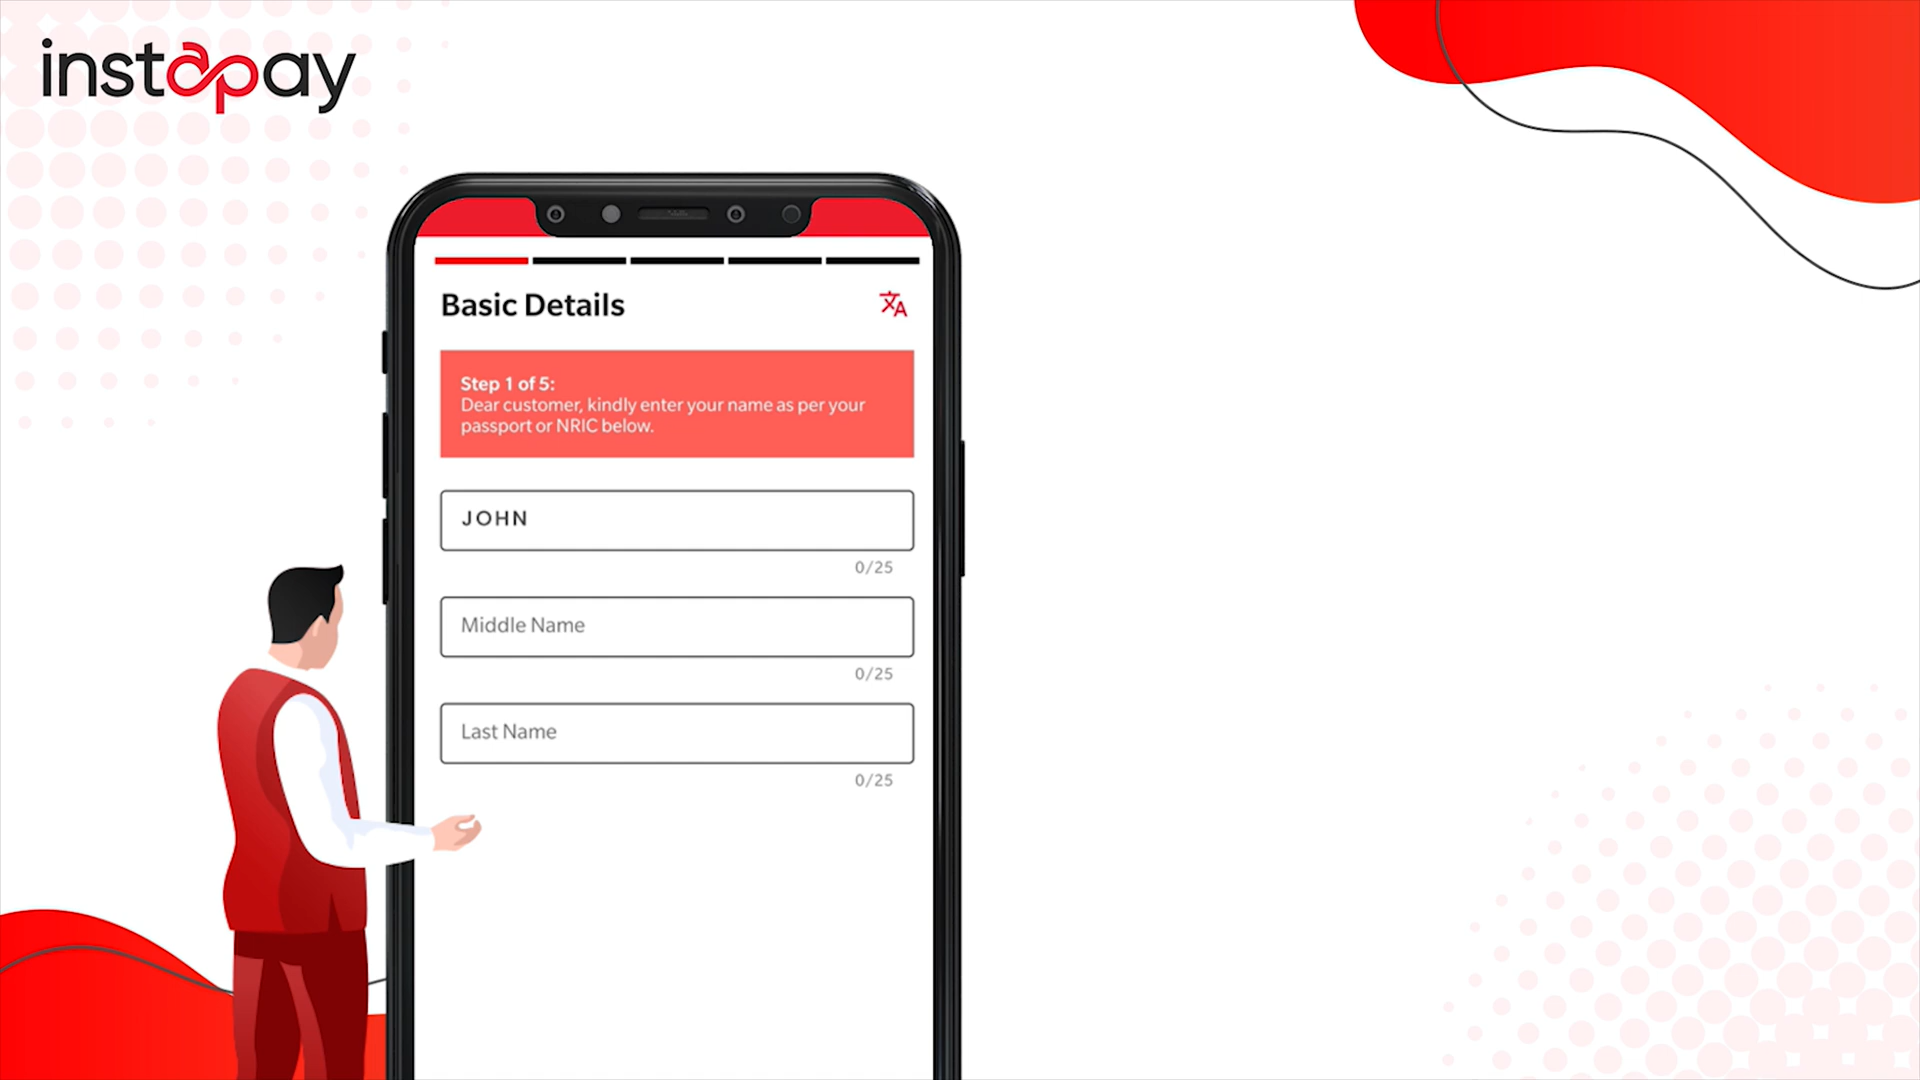 instapay
Basic Details
Step 1 of 5:
Dear customer, kindly enter your name as per your
passport or NRIC below.
JOHN
0/25
Middle Name
0/25
Last Name
0/25